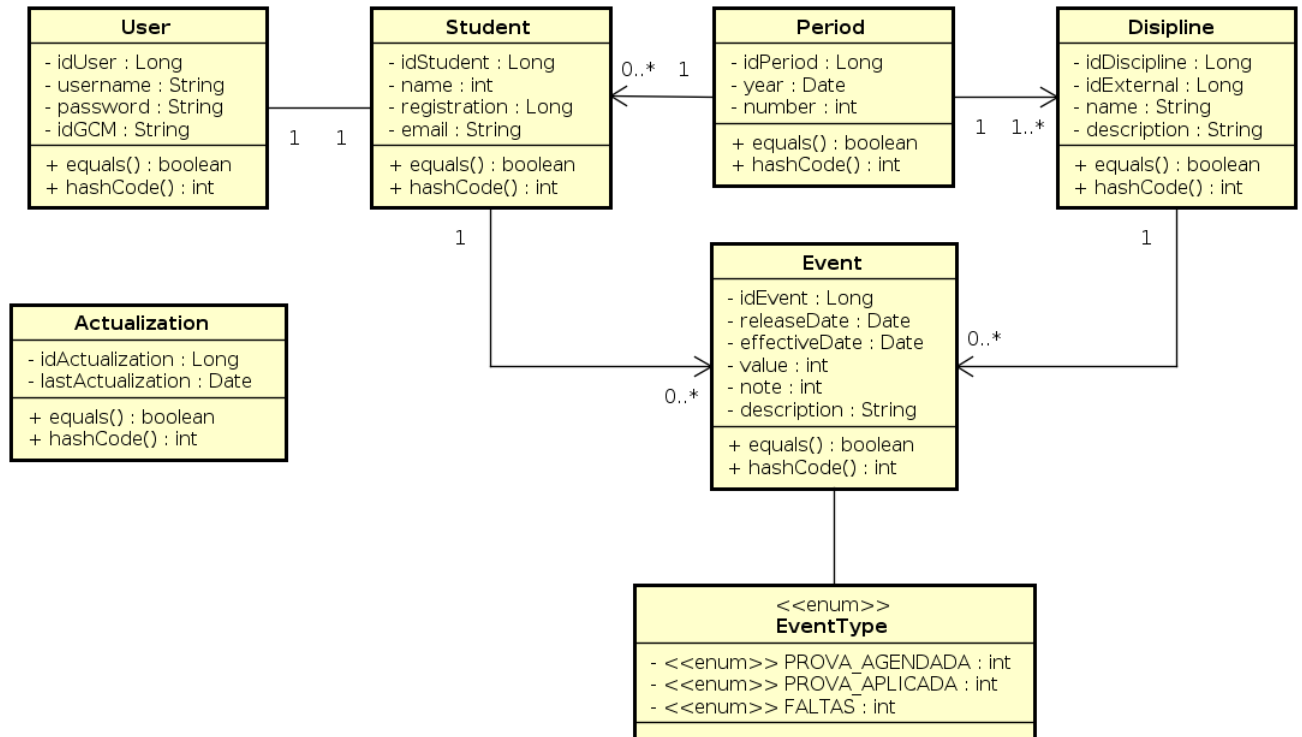 User
- idUser : Long
- username : String
- password : String
- idGCM : String
+ equals() : boolean
+ hashCode() : int
1
1
Student
- idStudent : Long
- name : int
- registration : Long
- email : String
+ equals() : boolean
+ hashCode() : int
0..*
1
Period
- idPeriod : Long
- year : Date
- number : int
+ equals() : boolean
+ hashCode() : int
1
1..*
Disipline
- idDiscipline : Long
- idExternal : Long
- name : String
- description : String
+ equals() : boolean
+ hashCode() : int
1
0..*
1
0..*
Event
- idEvent : Long
- releaseDate : Date
- effectiveDate : Date
- value : int
- note : int
- description : String
+ equals() : boolean
+ hashCode() : int
Actualization
- idActualization : Long
- lastActualization : Date
+ equals() : boolean
+ hashCode() : int
<<enum>>
EventType
- <<enum>> PROVA_AGENDADA : int
- <<enum>> PROVA_APLICADA : int
- <<enum>> FALTAS : int